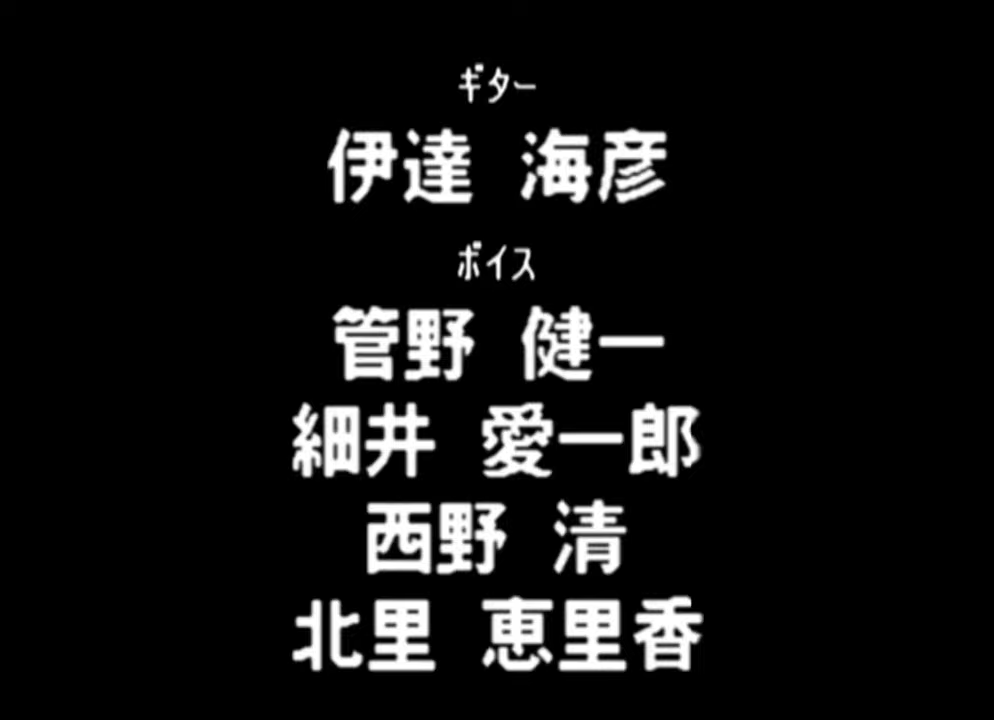 ギター
伊達 海彦
ボイス
管野 健一
細井 愛一郎
西野 清
北里 恵里香